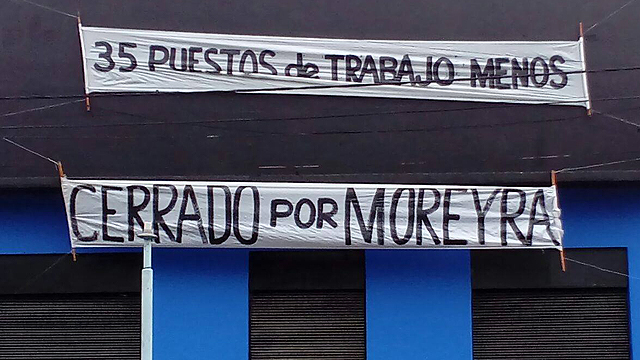 35 PUESTOS de TRABAJO MENOS
CERRADO POR MOREYRA